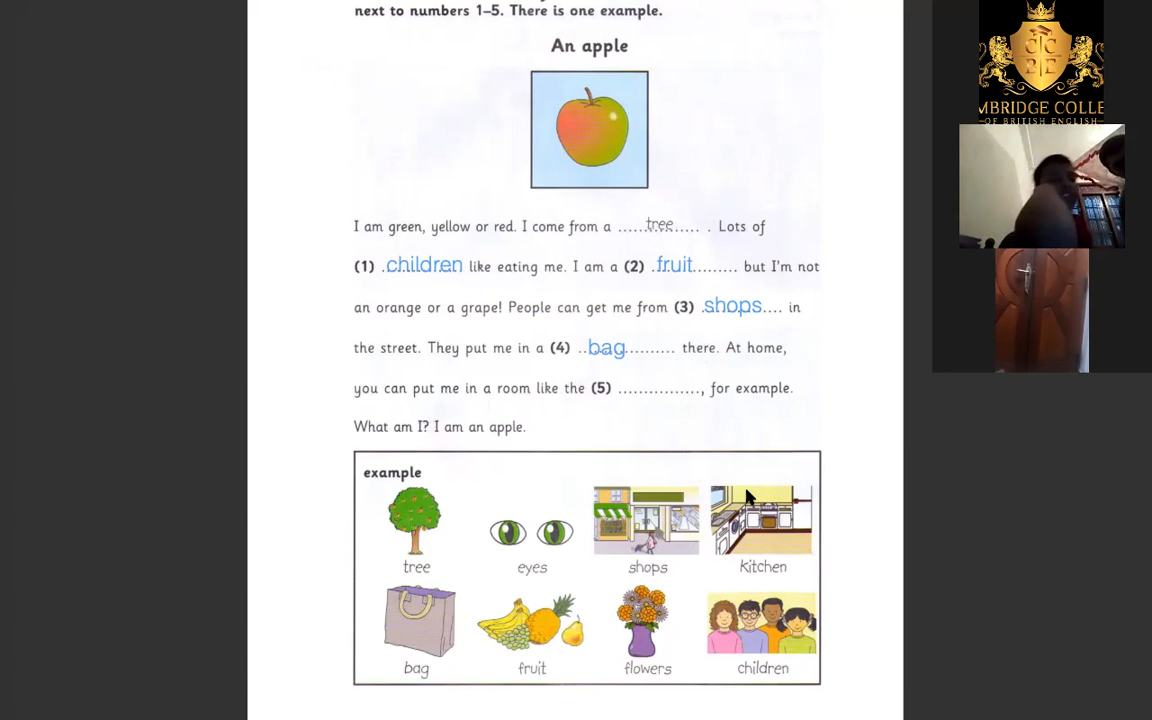 next to numbers 1–5. There is one example.
An apple
I am green, yellow or red. I come from a ......tree...... . Lots of
(1) children like eating me. I am a (2) fruit......... but I'm not
an orange or a grape! People can get me from (3) shops.... in
the street. They put me in a (4) bag........... there. At home,
you can put me in a room like the (5) ................, for example.
What am I? I am an apple.
example
tree eyes shops kitchen
bag fruit flowers children
CC
MBRIDGE COLLE
OF BRITISH ENGLISH